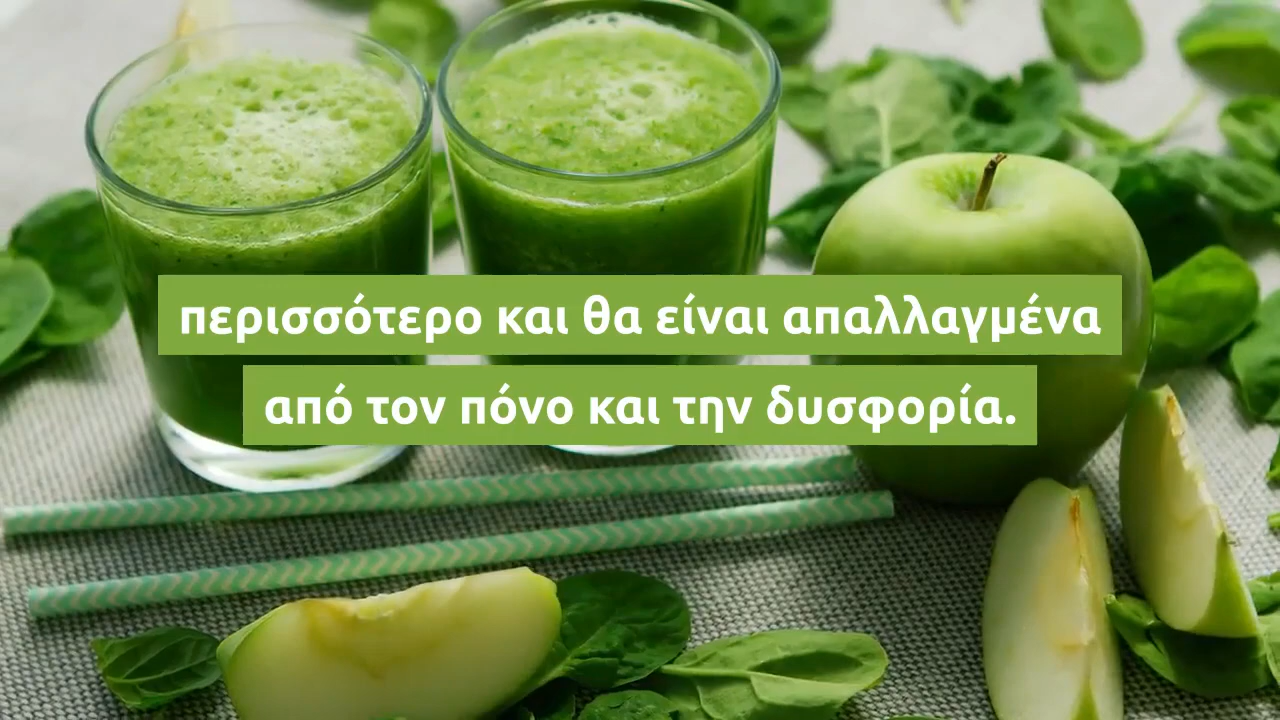 περισσότερο και θα είναι απαλλαγμένα
από τον πόνο και την δυσφορία.